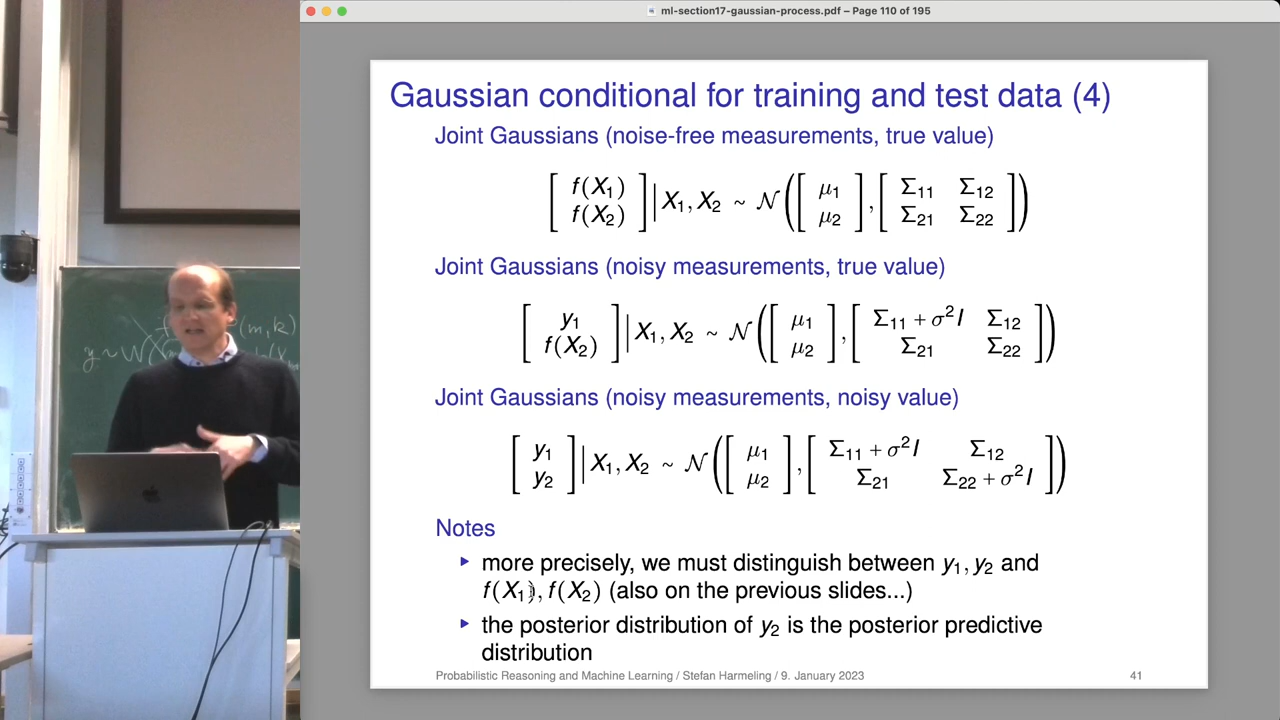 ml-section17-gaussian-process.pdf – Page 110 of 195
Gaussian conditional for training and test data (4)
Joint Gaussians (noise-free measurements, true value)
[ f(X₁) f(X₂) ] | X₁, X₂ ~ 𝒩([ μ₁ μ₂ ], [ Σ₁₁ Σ₁₂ Σ₂₁ Σ₂₂ ])
Joint Gaussians (noisy measurements, true value)
[ y₁ f(X₂) ] | X₁, X₂ ~ 𝒩([ μ₁ μ₂ ], [ Σ₁₁ + σ²I Σ₁₂ Σ₂₁ Σ₂₂ ])
Joint Gaussians (noisy measurements, noisy value)
[ y₁ y₂ ] | X₁, X₂ ~ 𝒩([ μ₁ μ₂ ], [ Σ₁₁ + σ²I Σ₁₂ Σ₂₁ Σ₂₂ + σ²I ])
Notes
▸ more precisely, we must distinguish between y₁, y₂ and
f(X₁), f(X₂) (also on the previous slides...)
▸ the posterior distribution of y₂ is the posterior predictive
distribution
Probabilistic Reasoning and Machine Learning / Stefan Harmeling / 9. January 2023
41
(m, k)
y ~ N(